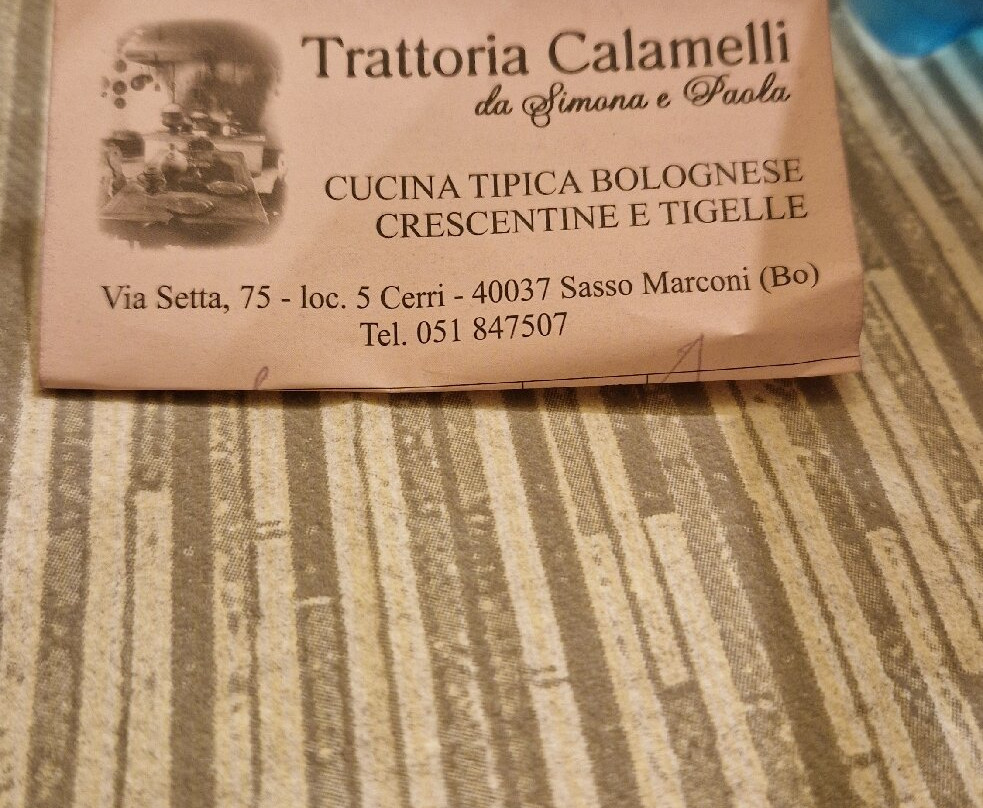 Trattoria Calamelli
da Simona e Paola
CUCINA TIPICA BOLOGNESE
CRESCENTINE E TIGELLE
Via Setta, 75 - loc. 5 Cerri - 40037 Sasso Marconi (Bo)
Tel. 051 847507